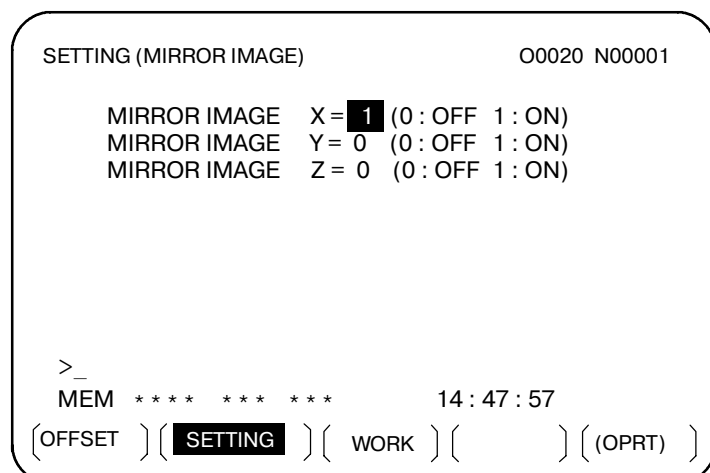 SETTING (MIRROR IMAGE) O0020 N00001
MIRROR IMAGE X = 1 (0 : OFF 1 : ON)
MIRROR IMAGE Y = 0 (0 : OFF 1 : ON)
MIRROR IMAGE Z = 0 (0 : OFF 1 : ON)
>_
MEM **** *** *** 14 : 47 : 57
[OFFSET] [SETTING] [WORK] [ ] [(OPRT)]